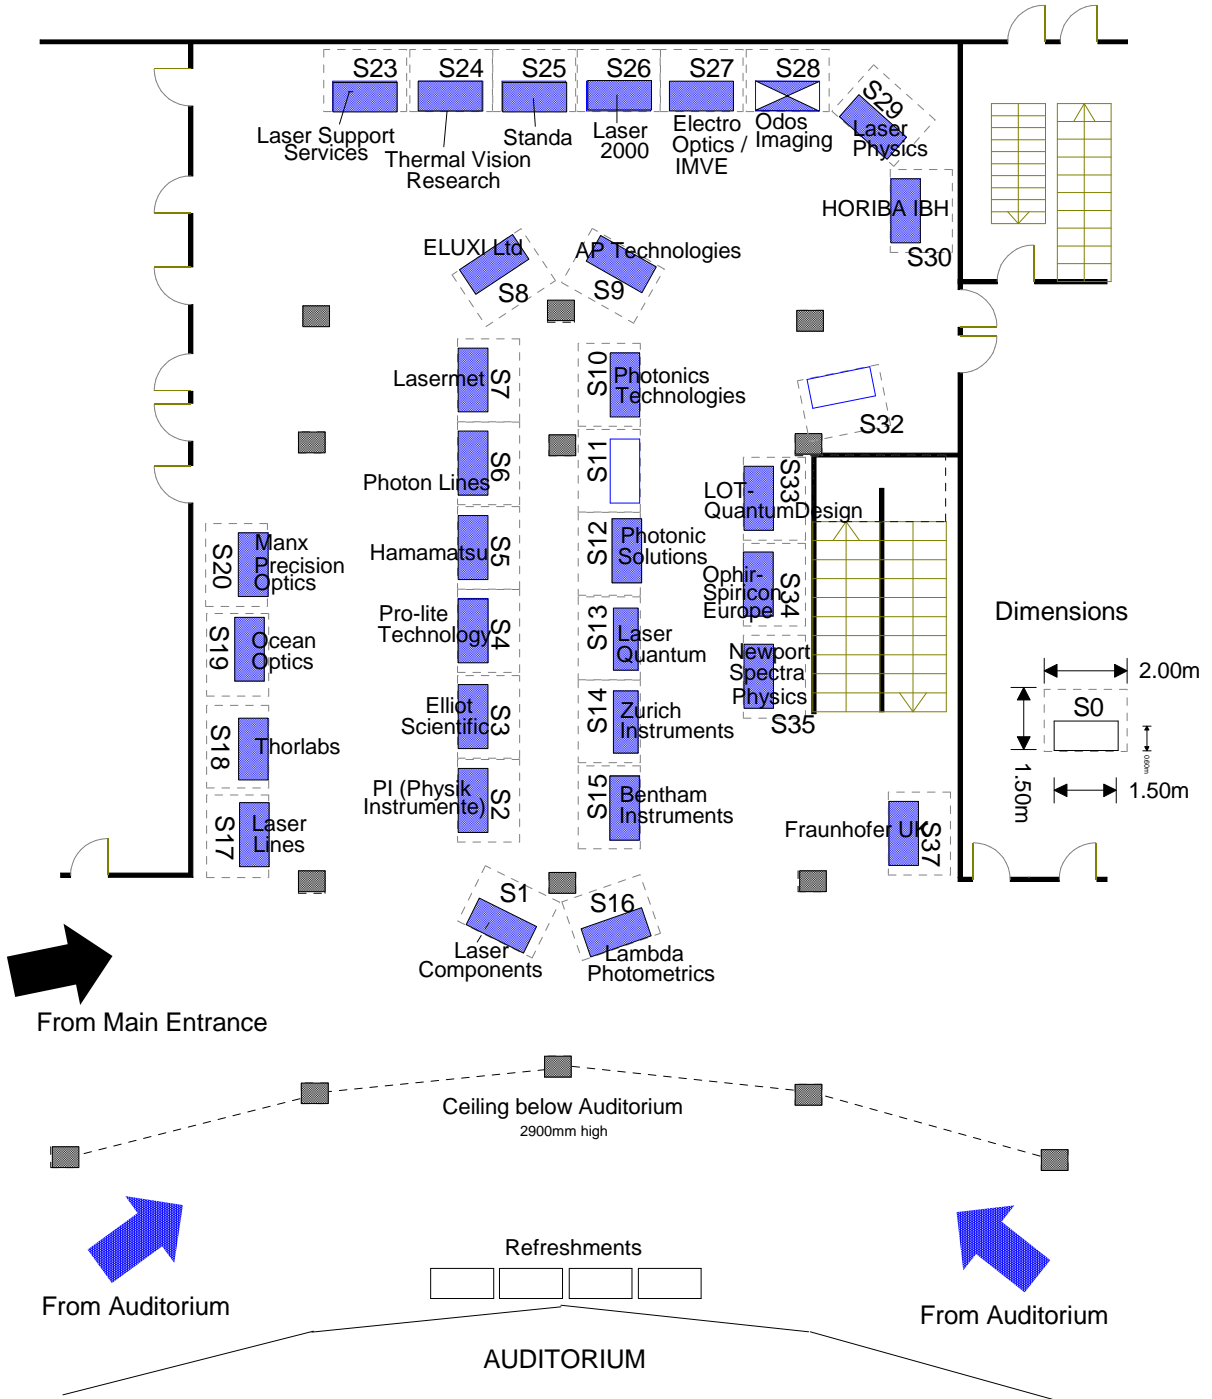 S23
S24
S25
S26
S27
S28
S29
Laser Support
Services
Thermal Vision
Research
Standa
Laser
2000
Electro
Optics /
IMVE
Odos
Imaging
Laser
Physics
HORIBA IBH
S30
ELUXI Ltd
S8
AP Technologies
S9
Lasermet
S7
S10
Photonics
Technologies
S32
Photon Lines
S6
S11
S33
LOT-
QuantumDesign
S20
Manx
Precision
Optics
Hamamatsu
S5
S12
Photonic
Solutions
Ophir-
Spiricon
Europe
S34
S19
Ocean
Optics
Pro-lite
Technology
S4
S13
Laser
Quantum
Newport
Spectra
Physics
S35
Dimensions
2.00m
S0
0.60m
1.50m
1.50m
S18
Thorlabs
Elliot
Scientific
S3
S14
Zurich
Instruments
S17
Laser
Lines
PI (Physik
Instrumente)
S2
S15
Bentham
Instruments
Fraunhofer UK
S37
S1
Laser
Components
S16
Lambda
Photometrics
From Main Entrance
Ceiling below Auditorium
2900mm high
Refreshments
From Auditorium
From Auditorium
AUDITORIUM